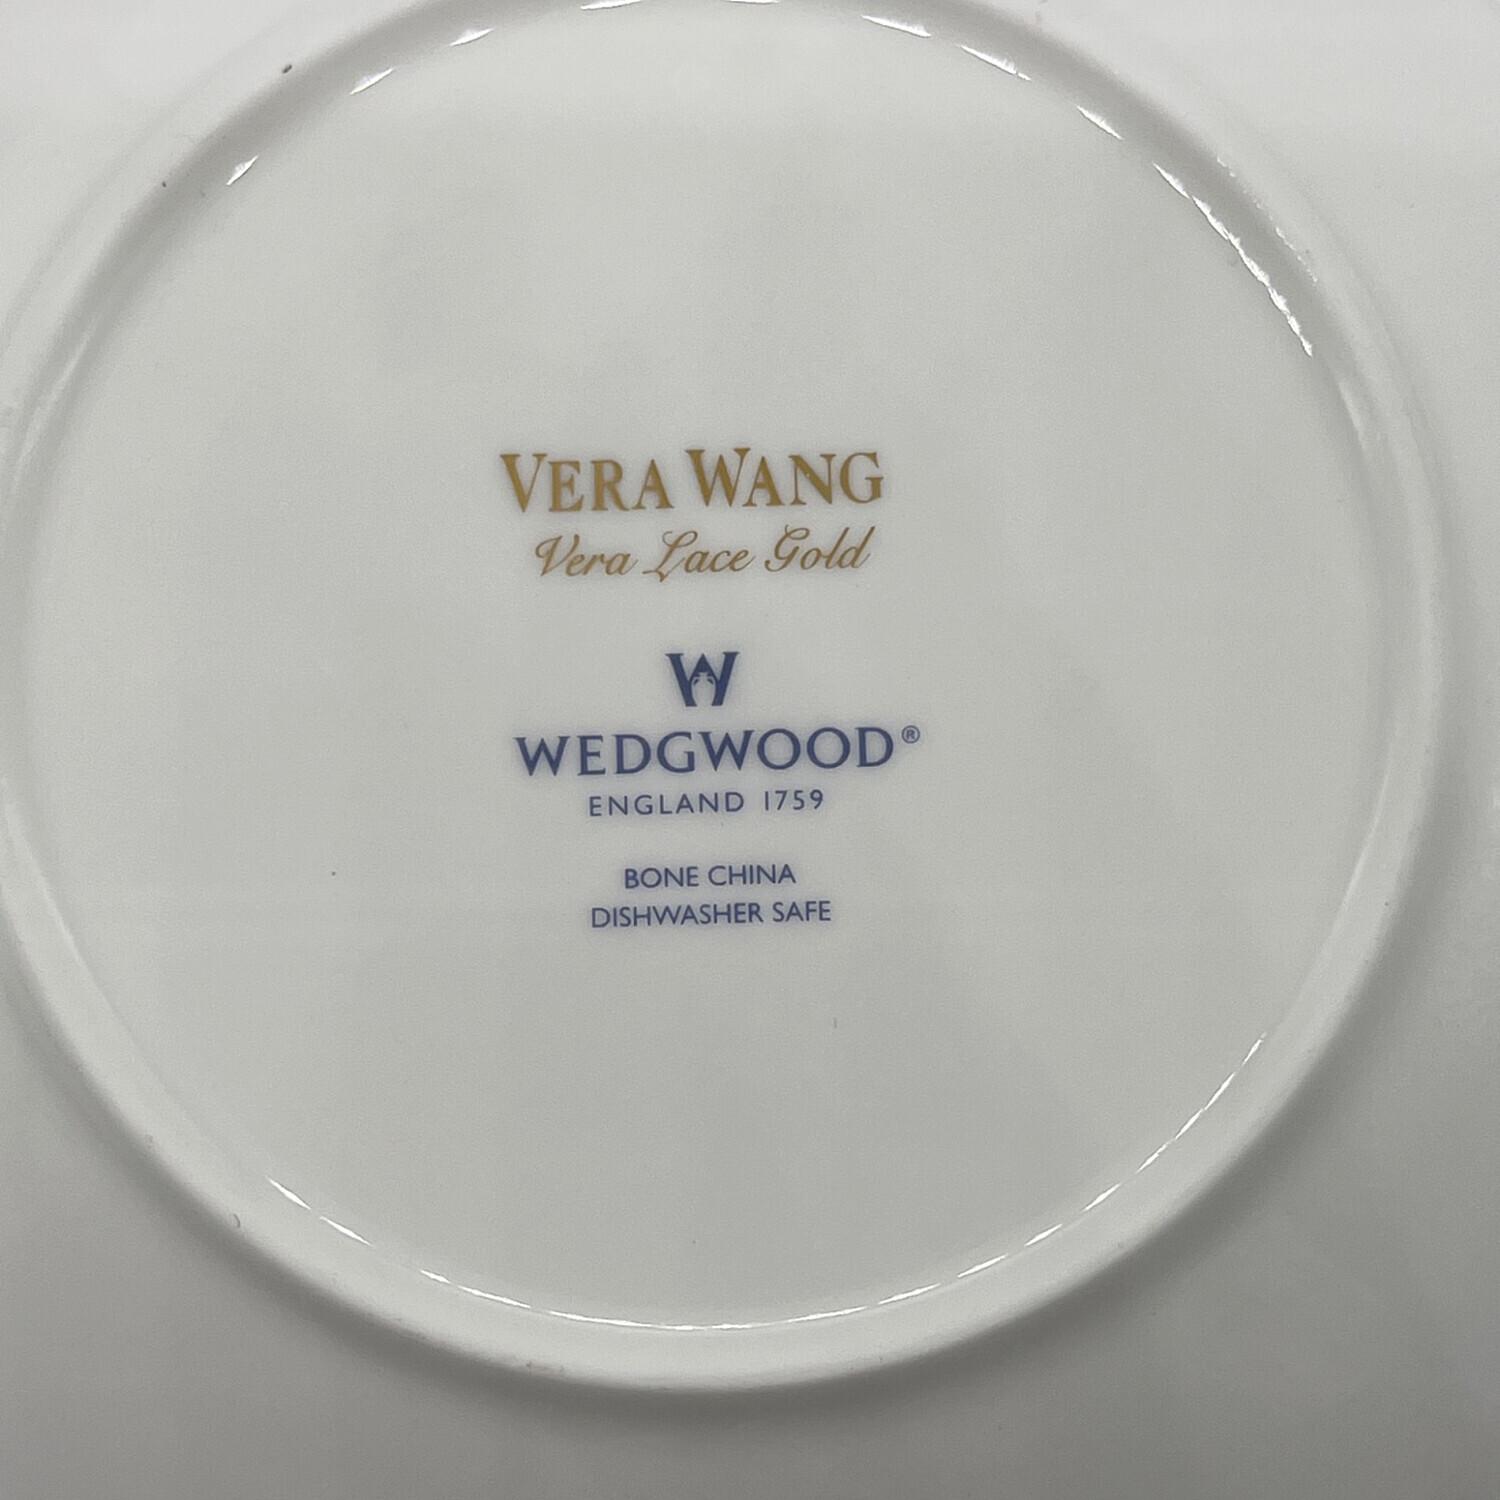 VERA WANG
Vera Lace Gold
W
WEDGWOOD®
ENGLAND 1759
BONE CHINA
DISHWASHER SAFE